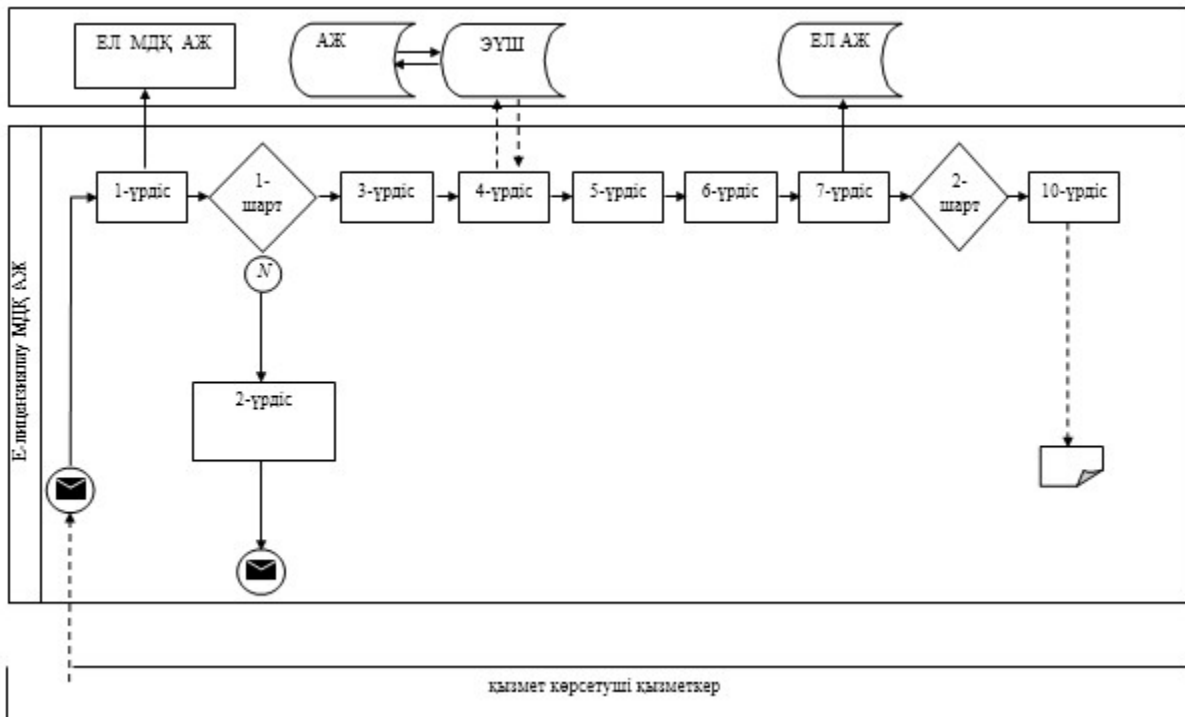 ЕЛ МДҚ АЖ
АЖ
ЭҮШ
ЕЛ АЖ
1-үрдіс
1-
шарт
3-үрдіс
4-үрдіс
5-үрдіс
6-үрдіс
7-үрдіс
2-
шарт
10-үрдіс
N
2-үрдіс
Е-лицензиялау МДҚ АЖ
қызмет көрсетуші қызметкер